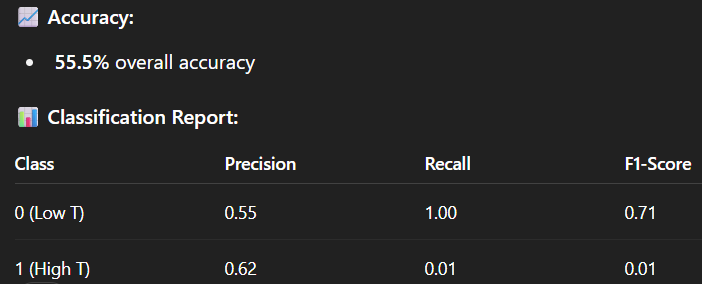 📈 Accuracy:
• 55.5% overall accuracy
📊 Classification Report:
Class Precision Recall F1-Score
0 (Low T) 0.55 1.00 0.71
1 (High T) 0.62 0.01 0.01